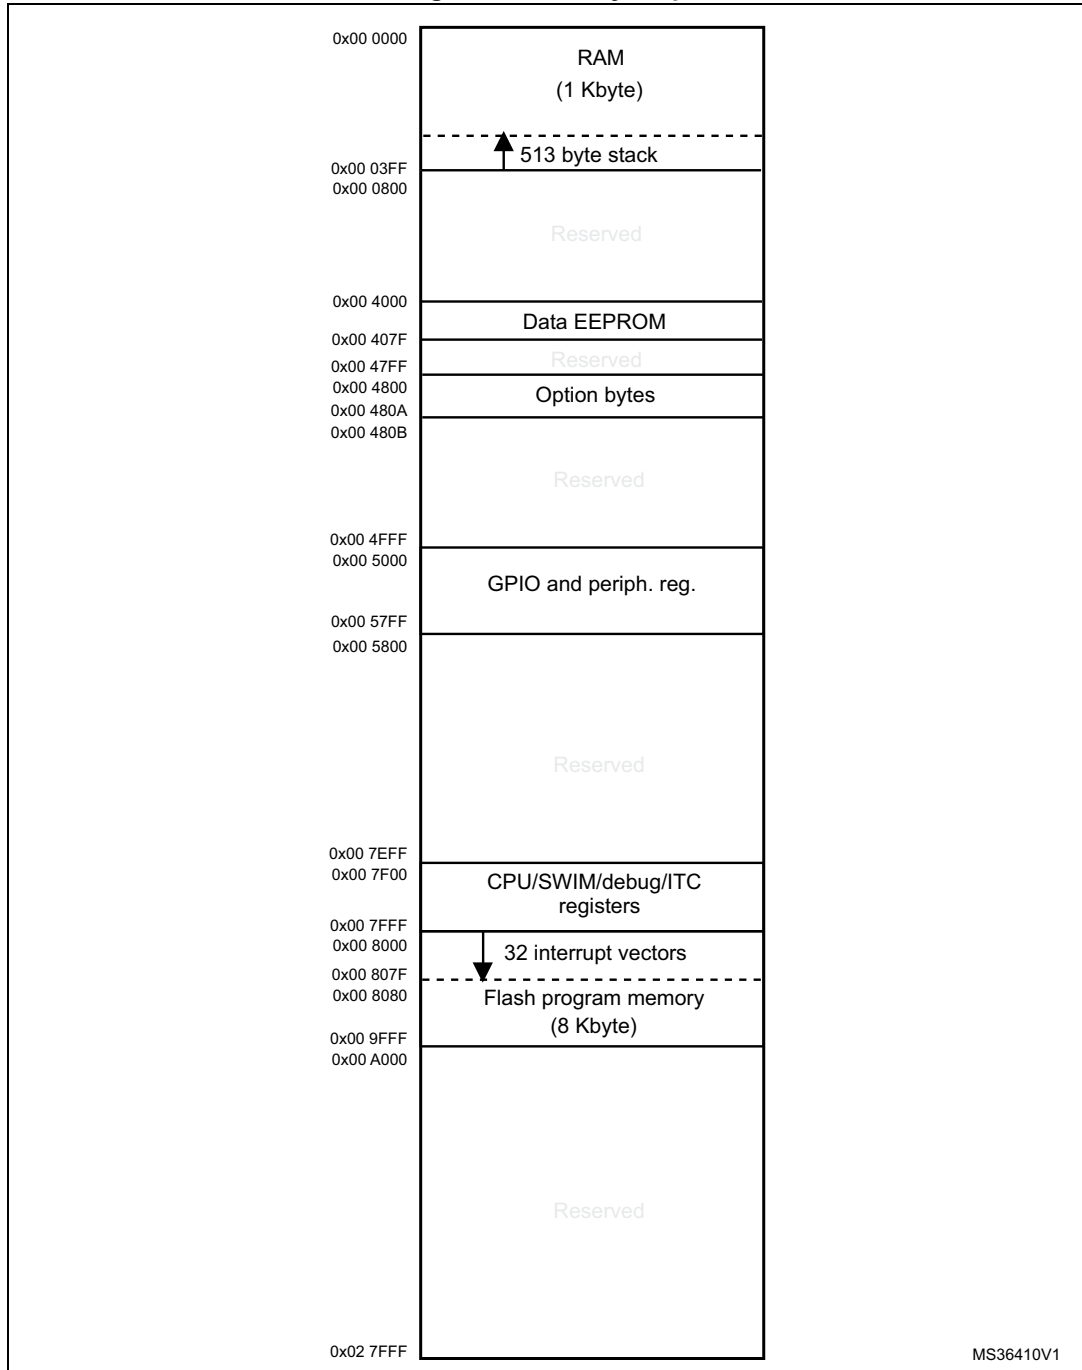 0x00 0000
RAM
(1 Kbyte)
513 byte stack
0x00 03FF
0x00 0800
Reserved
0x00 4000
Data EEPROM
0x00 407F
Reserved
0x00 47FF
0x00 4800
Option bytes
0x00 480A
0x00 480B
Reserved
0x00 4FFF
0x00 5000
GPIO and periph. reg.
0x00 57FF
0x00 5800
Reserved
0x00 7EFF
0x00 7F00
CPU/SWIM/debug/ITC
registers
0x00 7FFF
0x00 8000
32 interrupt vectors
0x00 807F
0x00 8080
Flash program memory
(8 Kbyte)
0x00 9FFF
0x00 A000
Reserved
0x02 7FFF
MS36410V1